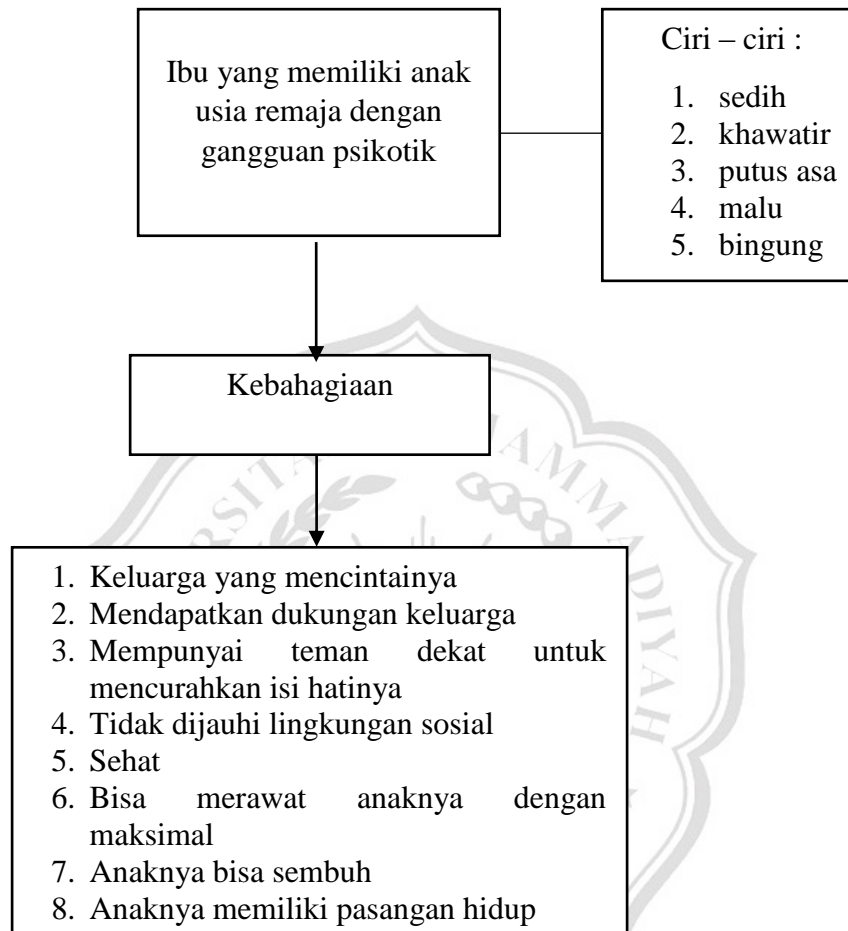 Ibu yang memiliki anak
usia remaja dengan
gangguan psikotik
Ciri – ciri :
1. sedih
2. khawatir
3. putus asa
4. malu
5. bingung
Kebahagiaan
1. Keluarga yang mencintainya
2. Mendapatkan dukungan keluarga
3. Mempunyai teman dekat untuk
mencurahkan isi hatinya
4. Tidak dijauhi lingkungan sosial
5. Sehat
6. Bisa merawat anaknya dengan
maksimal
7. Anaknya bisa sembuh
8. Anaknya memiliki pasangan hidup